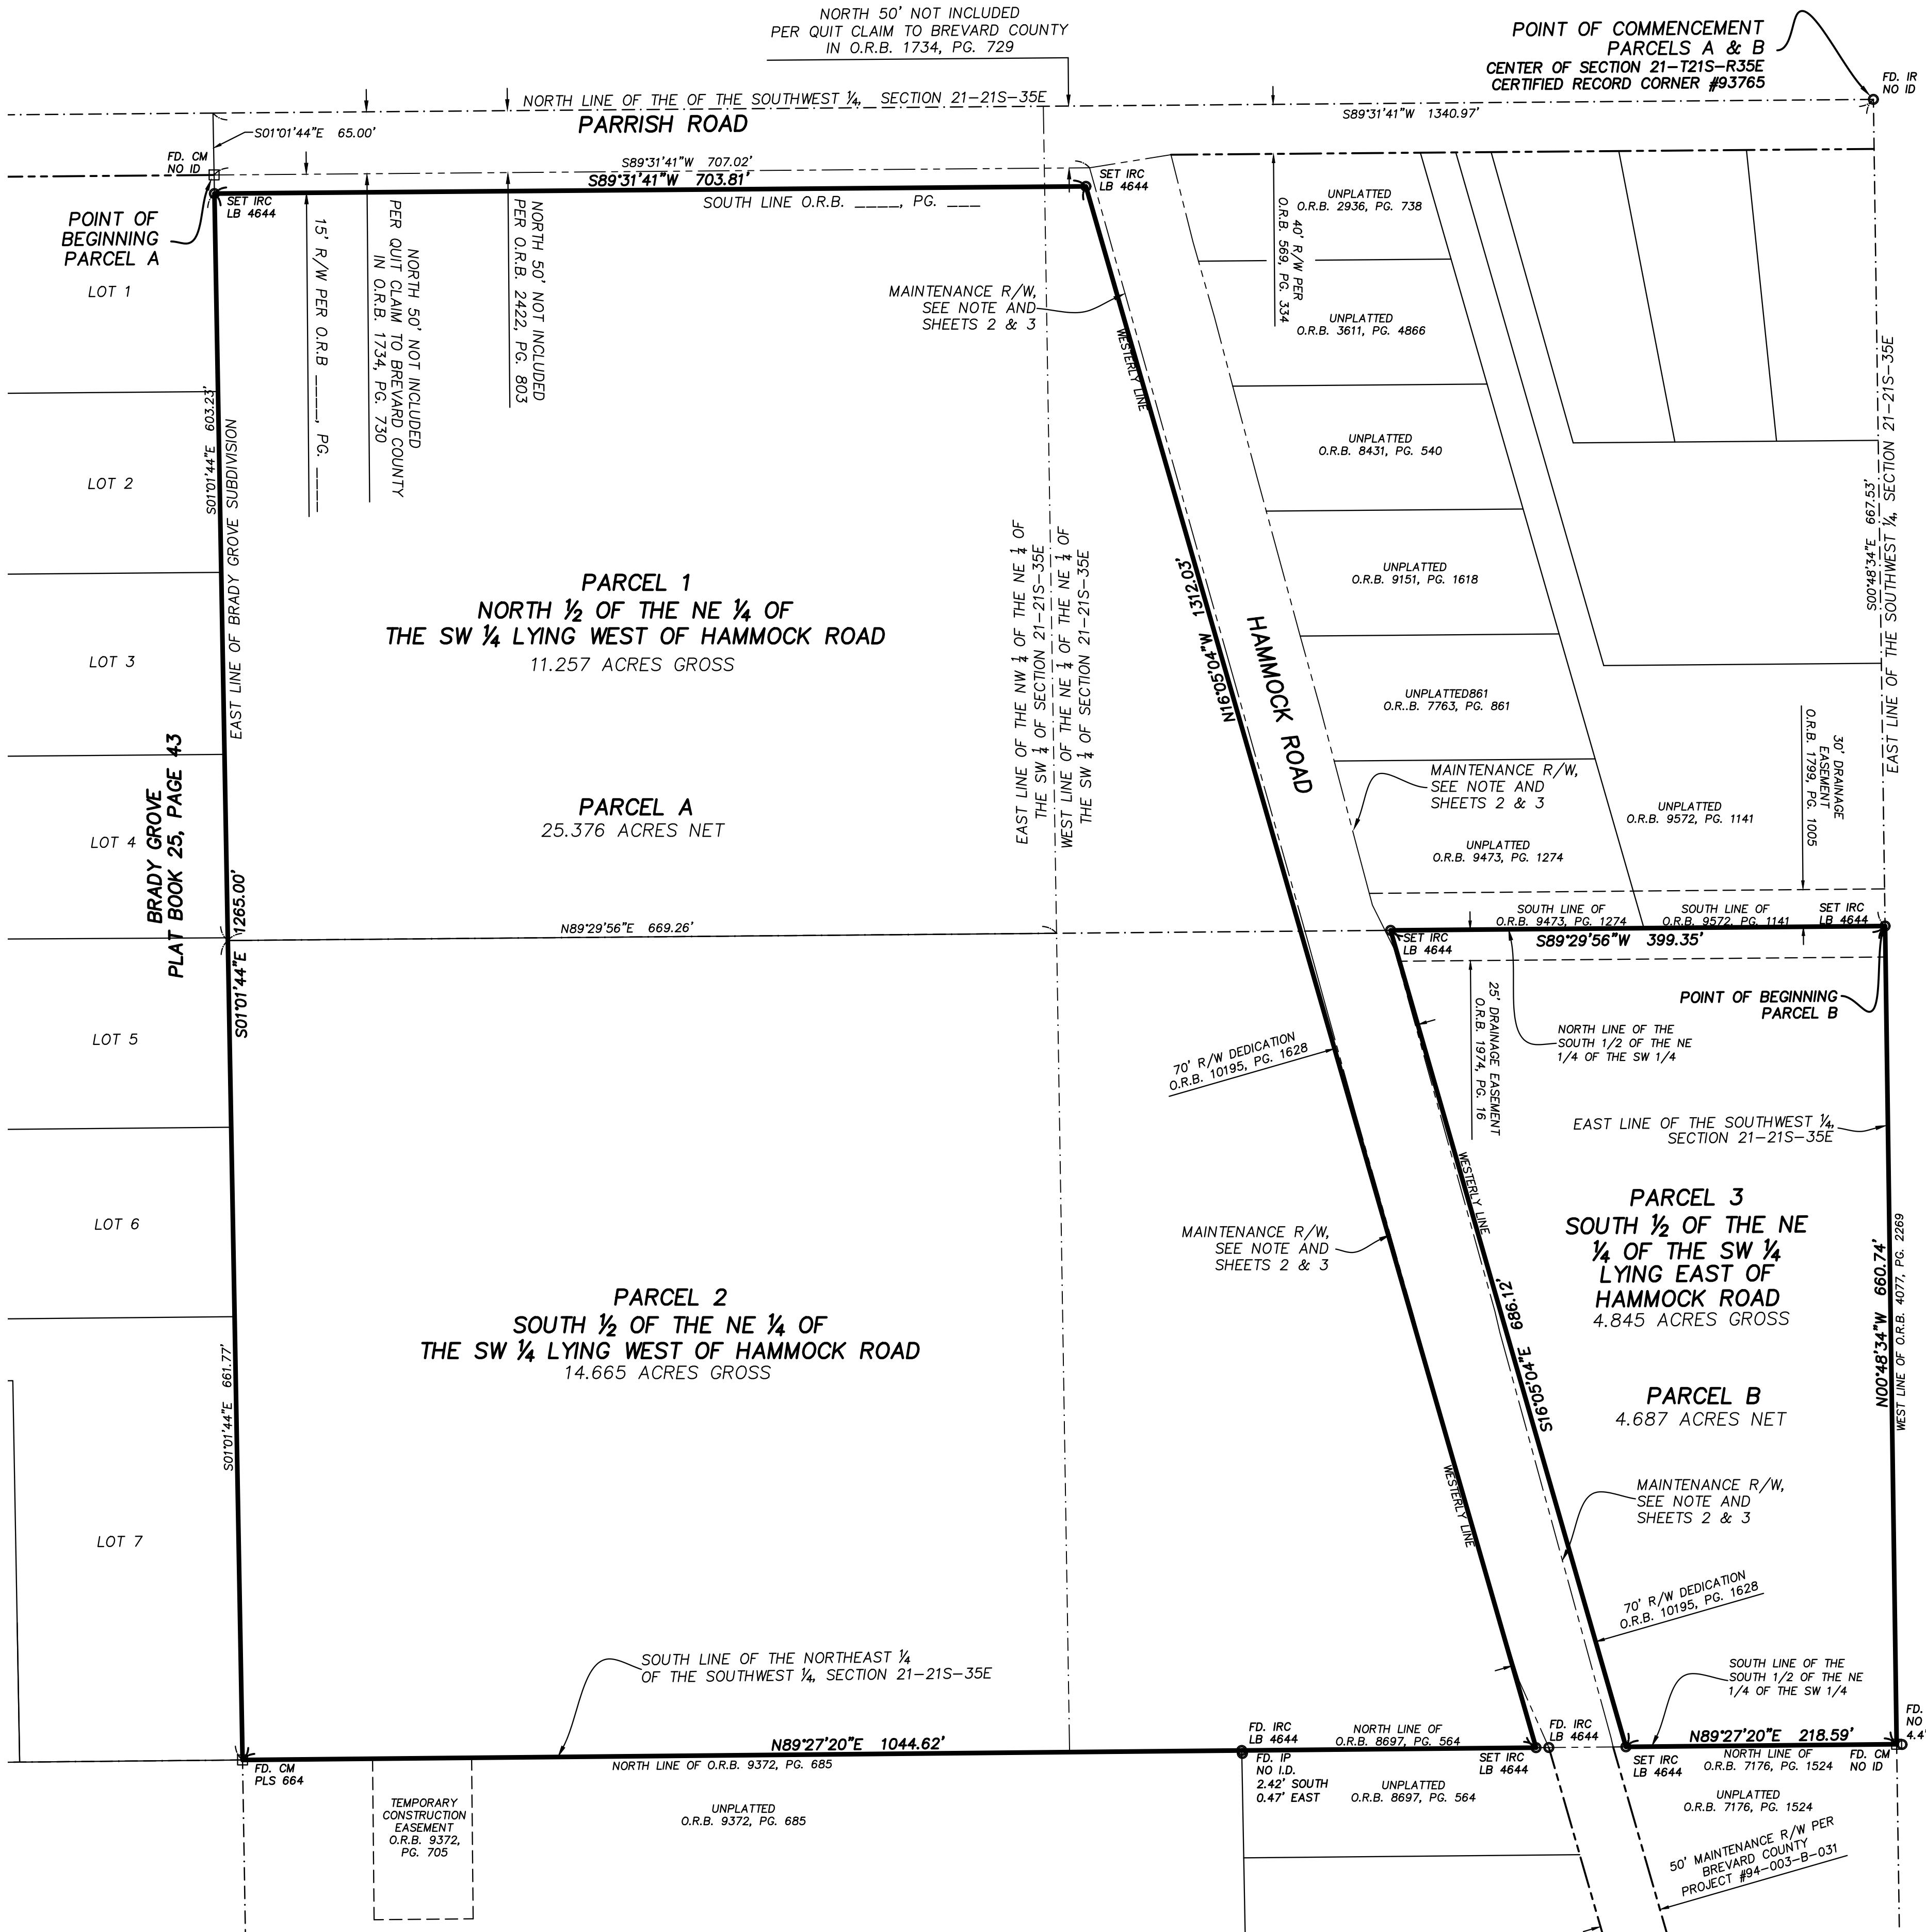 NORTH 50' NOT INCLUDED
PER QUIT CLAIM TO BREVARD COUNTY
IN O.R.B. 1734, PG. 729
POINT OF COMMENCEMENT
PARCELS A & B
CENTER OF SECTION 21-T21S-R35E
CERTIFIED RECORD CORNER #93765
FD. IR
NO ID
NORTH LINE OF THE OF THE SOUTHWEST ¼, SECTION 21-21S-35E
S89°31'41"W 1340.97'
PARRISH ROAD
S01°01'44"E 65.00'
FD. CM
NO ID
S89°31'41"W 707.02'
S89°31'41"W 703.81'
SET IRC
LB 4644
SET IRC
LB 4644
SOUTH LINE O.R.B. ____, PG. ___
POINT OF
BEGINNING
PARCEL A
15' R/W PER O.R.B ____, PG. ____
NORTH 50' NOT INCLUDED
PER QUIT CLAIM TO BREVARD COUNTY
IN O.R.B. 1734, PG. 730
NORTH 50' NOT INCLUDED
PER O.R.B. 2422, PG. 803
MAINTENANCE R/W,
SEE NOTE AND
SHEETS 2 & 3
WESTERLY LINE
40' R/W PER
O.R.B. 569, PG. 334
UNPLATTED
O.R.B. 2936, PG. 738
UNPLATTED
O.R.B. 3611, PG. 4866
UNPLATTED
O.R.B. 8431, PG. 540
UNPLATTED
O.R.B. 9151, PG. 1618
UNPLATTED861
O.R..B. 7763, PG. 861
UNPLATTED
O.R.B. 9473, PG. 1274
UNPLATTED
O.R.B. 9572, PG. 1141
S00°48'34"E 667.53'
EAST LINE OF THE SOUTHWEST ¼, SECTION 21-21S-35E
30' DRAINAGE
EASEMENT
O.R.B. 1799, PG. 1005
LOT 1
LOT 2
LOT 3
LOT 4
LOT 5
LOT 6
LOT 7
BRADY GROVE
PLAT BOOK 25, PAGE 43
S01°01'44"E 603.23'
EAST LINE OF BRADY GROVE SUBDIVISION
S01°01'44"E 1265.00'
S01°01'44"E 661.77'
PARCEL 1
NORTH ½ OF THE NE ¼ OF
THE SW ¼ LYING WEST OF HAMMOCK ROAD
11.257 ACRES GROSS
PARCEL A
25.376 ACRES NET
EAST LINE OF THE NW ¼ OF THE NE ¼ OF
THE SW ¼ OF SECTION 21-21S-35E
WEST LINE OF THE NE ¼ OF THE NE ¼ OF
THE SW ¼ OF SECTION 21-21S-35E
N16°05'04"W 1312.03'
HAMMOCK ROAD
MAINTENANCE R/W,
SEE NOTE AND
SHEETS 2 & 3
N89°29'56"E 669.26'
SOUTH LINE OF
O.R.B. 9473, PG. 1274
SOUTH LINE OF
O.R.B. 9572, PG. 1141
SET IRC
LB 4644
SET IRC
LB 4644
S89°29'56"W 399.35'
POINT OF BEGINNING
PARCEL B
25' DRAINAGE EASEMENT
O.R.B. 1974, PG. 16
NORTH LINE OF THE
SOUTH 1/2 OF THE NE
1/4 OF THE SW 1/4
70' R/W DEDICATION
O.R.B. 10195, PG. 1628
EAST LINE OF THE SOUTHWEST ¼,
SECTION 21-21S-35E
WESTERLY LINE
MAINTENANCE R/W,
SEE NOTE AND
SHEETS 2 & 3
PARCEL 3
SOUTH ½ OF THE NE
¼ OF THE SW ¼
LYING EAST OF
HAMMOCK ROAD
4.845 ACRES GROSS
PARCEL B
4.687 ACRES NET
N00°48'34"W 660.74'
WEST LINE OF O.R.B. 4077, PG. 2269
S16°05'04"E 686.12'
PARCEL 2
SOUTH ½ OF THE NE ¼ OF
THE SW ¼ LYING WEST OF HAMMOCK ROAD
14.665 ACRES GROSS
WESTERLY LINE
MAINTENANCE R/W,
SEE NOTE AND
SHEETS 2 & 3
70' R/W DEDICATION
O.R.B. 10195, PG. 1628
SOUTH LINE OF THE NORTHEAST ¼
OF THE SOUTHWEST ¼, SECTION 21-21S-35E
SOUTH LINE OF THE
SOUTH 1/2 OF THE NE
1/4 OF THE SW 1/4
N89°27'20"E 1044.62'
NORTH LINE OF O.R.B. 9372, PG. 685
FD. CM
PLS 664
FD. IRC
LB 4644
FD. IP
NO I.D.
2.42' SOUTH
0.47' EAST
NORTH LINE OF
O.R.B. 8697, PG. 564
SET IRC
LB 4644
UNPLATTED
O.R.B. 8697, PG. 564
FD. IRC
LB 4644
SET IRC
LB 4644
N89°27'20"E 218.59'
NORTH LINE OF
O.R.B. 7176, PG. 1524
FD. CM
NO ID
FD.
NO
4.4'
UNPLATTED
O.R.B. 7176, PG. 1524
TEMPORARY
CONSTRUCTION
EASEMENT
O.R.B. 9372,
PG. 705
UNPLATTED
O.R.B. 9372, PG. 685
50' MAINTENANCE R/W PER
BREVARD COUNTY
PROJECT #94-003-B-031